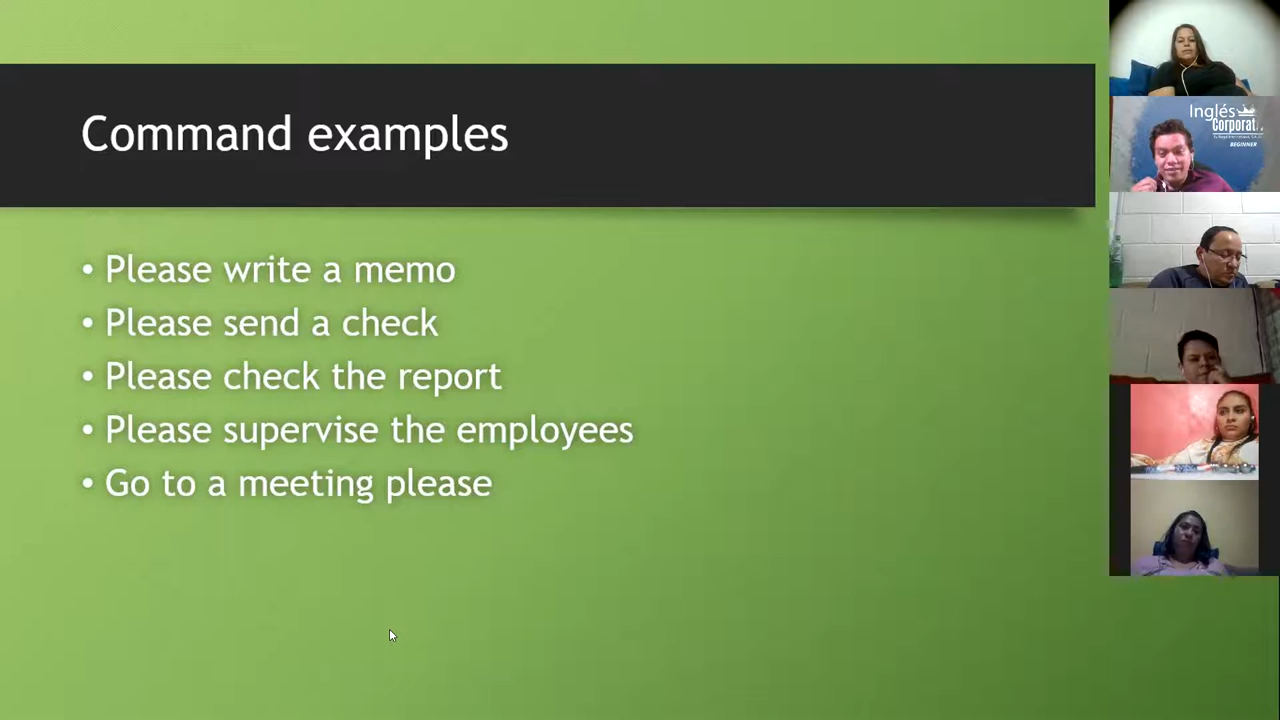 Command examples
• Please write a memo
• Please send a check
• Please check the report
• Please supervise the employees
• Go to a meeting please
Inglés
Corporat
BEGINNER